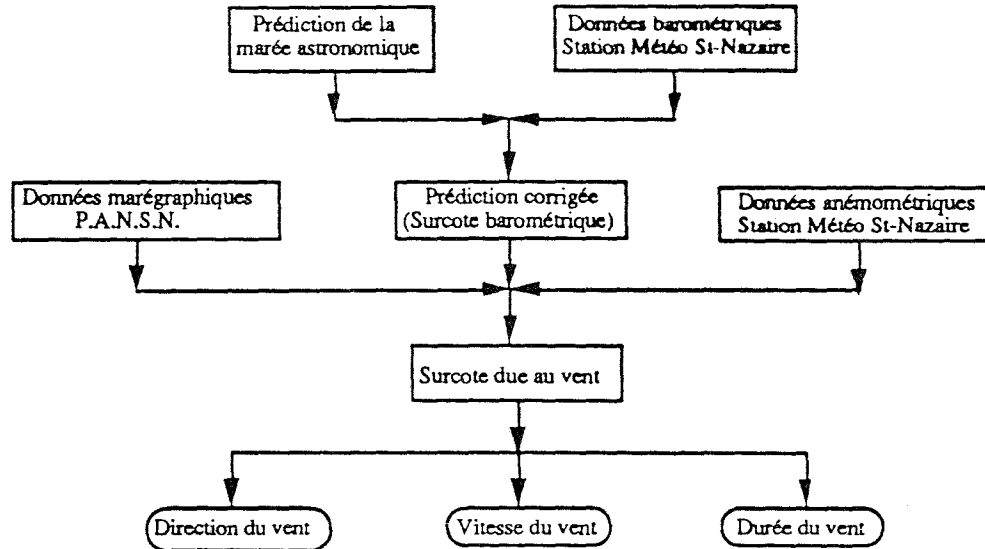 Prédiction de la
marée astronomique
Données barométriques
Station Météo St-Nazaire
Données marégraphiques
P.A.N.S.N.
Prédiction corrigée
(Surcote barométrique)
Données anémométriques
Station Météo St-Nazaire
Surcote due au vent
Direction du vent
Vitesse du vent
Durée du vent